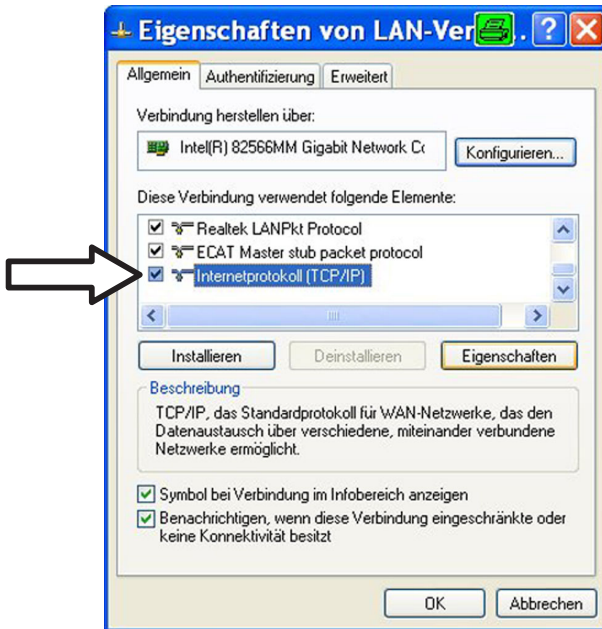 Eigenschaften von LAN-Ver...
Allgemein Authentifizierung Erweitert
Verbindung herstellen über:
Intel(R) 82566MM Gigabit Network Cc Konfigurieren...
Diese Verbindung verwendet folgende Elemente:
Realtek LANPkt Protocol
ECAT Master stub packet protocol
Internetprotokoll (TCP/IP)
Installieren Deinstallieren Eigenschaften
Beschreibung
TCP/IP, das Standardprotokoll für WAN-Netzwerke, das den
Datenaustausch über verschiedene, miteinander verbundene
Netzwerke ermöglicht.
Symbol bei Verbindung im Infobereich anzeigen
Benachrichtigen, wenn diese Verbindung eingeschränkte oder
keine Konnektivität besitzt
OK Abbrechen